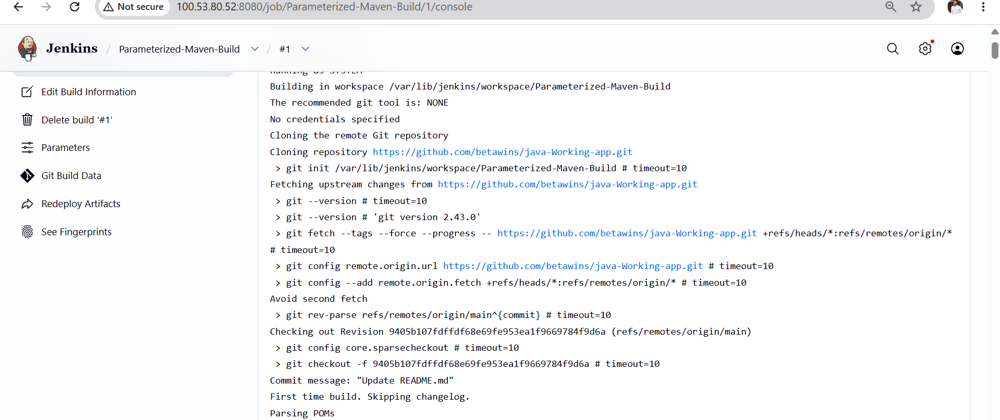 Not secure 100.53.80.52:8080/job/Parameterized-Maven-Build/1/console
Jenkins / Parameterized-Maven-Build / #1
Edit Build Information
Delete build ‘#1’
Parameters
Git Build Data
Redeploy Artifacts
See Fingerprints
Running as SYSTEM
Building in workspace /var/lib/jenkins/workspace/Parameterized-Maven-Build
The recommended git tool is: NONE
No credentials specified
Cloning the remote Git repository
Cloning repository https://github.com/betawins/java-Working-app.git
> git init /var/lib/jenkins/workspace/Parameterized-Maven-Build # timeout=10
Fetching upstream changes from https://github.com/betawins/java-Working-app.git
> git --version # timeout=10
> git --version # 'git version 2.43.0'
> git fetch --tags --force --progress -- https://github.com/betawins/java-Working-app.git +refs/heads/*:refs/remotes/origin/*
# timeout=10
> git config remote.origin.url https://github.com/betawins/java-Working-app.git # timeout=10
> git config --add remote.origin.fetch +refs/heads/*:refs/remotes/origin/* # timeout=10
Avoid second fetch
> git rev-parse refs/remotes/origin/main^{commit} # timeout=10
Checking out Revision 9405b107fdffdf68e69fe953ea1f9669784f9d6a (refs/remotes/origin/main)
> git config core.sparsecheckout # timeout=10
> git checkout -f 9405b107fdffdf68e69fe953ea1f9669784f9d6a # timeout=10
Commit message: "Update README.md"
First time build. Skipping changelog.
Parsing POMs